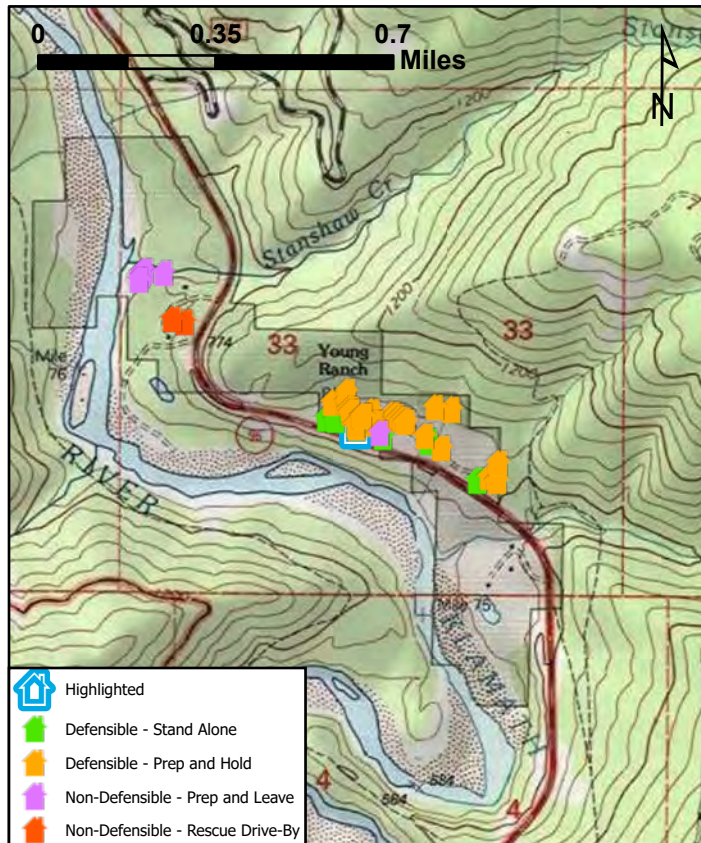 0 0.35 0.7
Miles
N
1200
Stanshaw Cr
1200
1200
33
33
774
Young
Ranch
Mile
76
96
RIVER
Mile 75
KLAMATH
4
4
584
Highlighted
Defensible - Stand Alone
Defensible - Prep and Hold
Non-Defensible - Prep and Leave
Non-Defensible - Rescue Drive-By